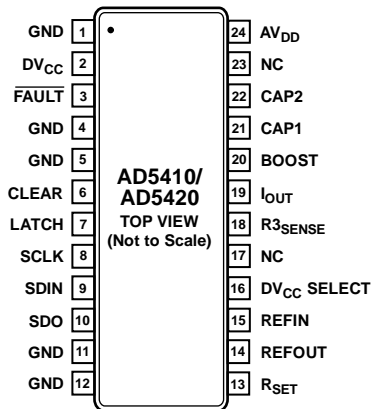 GND 1
DVCC 2
FAULT 3
GND 4
GND 5
CLEAR 6
LATCH 7
SCLK 8
SDIN 9
SDO 10
GND 11
GND 12
AD5410/
AD5420
TOP VIEW
(Not to Scale)
24 AVDD
23 NC
22 CAP2
21 CAP1
20 BOOST
19 IOUT
18 R3SENSE
17 NC
16 DVCC SELECT
15 REFIN
14 REFOUT
13 RSET